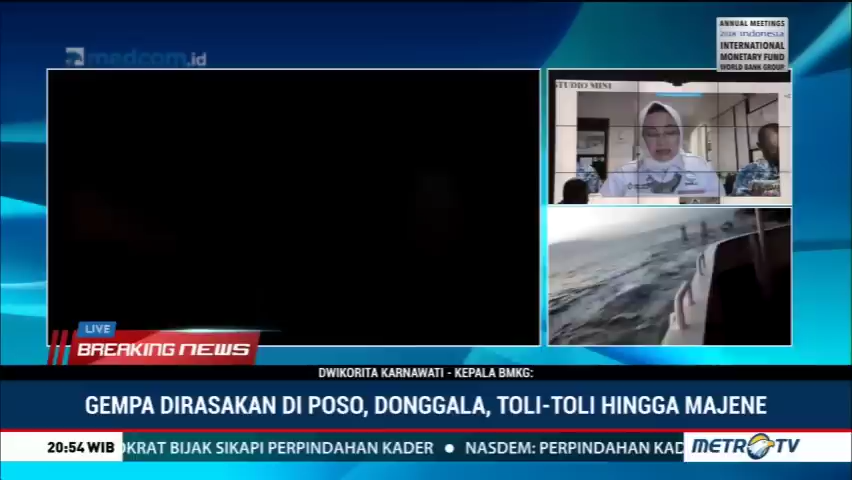 medcom.id
ANNUAL MEETINGS
2018 Indonesia
INTERNATIONAL
MONETARY FUND
WORLD BANK GROUP
STUDIO MINI
LIVE
BREAKING NEWS
DWIKORITA KARNAWATI - KEPALA BMKG:
GEMPA DIRASAKAN DI POSO, DONGGALA, TOLI-TOLI HINGGA MAJENE
20:54 WIB
OKRAT BIJAK SIKAPI PERPINDAHAN KADER ● NASDEM: PERPINDAHAN KAD
METRO TV